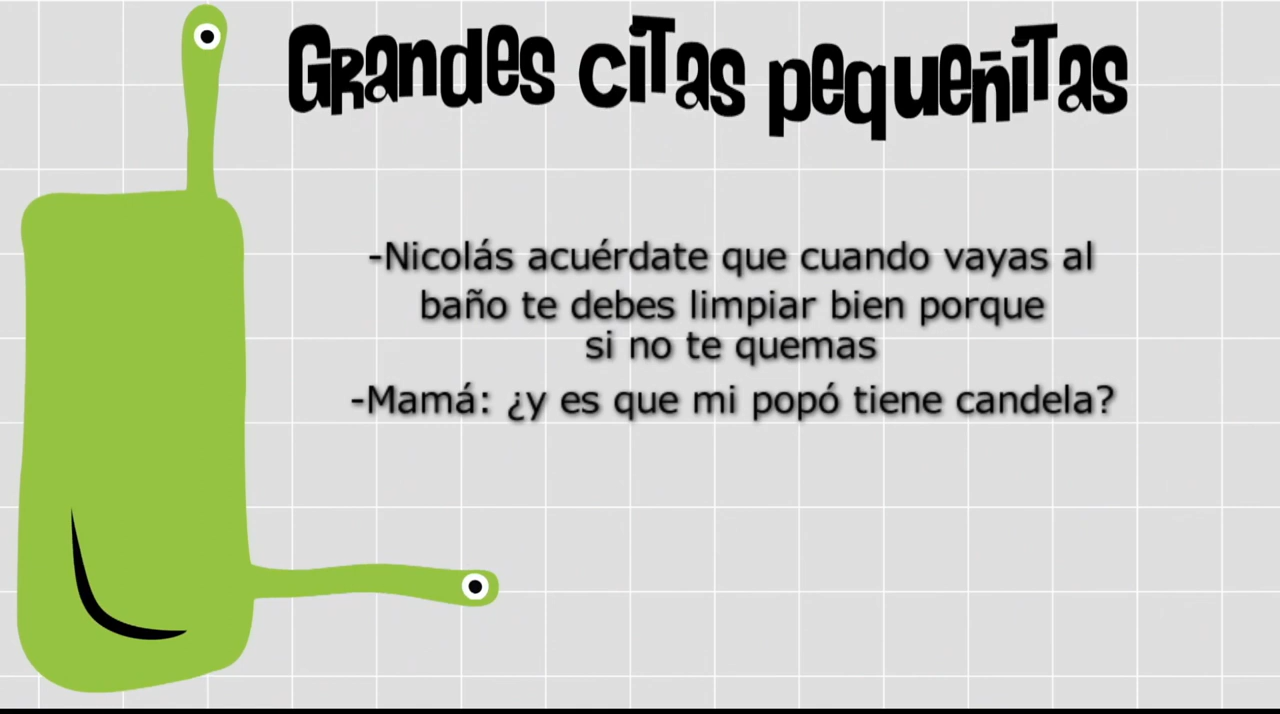 Grandes citas pequeñitas
-Nicolás acuérdate que cuando vayas al
baño te debes limpiar bien porque
si no te quemas
-Mamá: ¿y es que mi popó tiene candela?